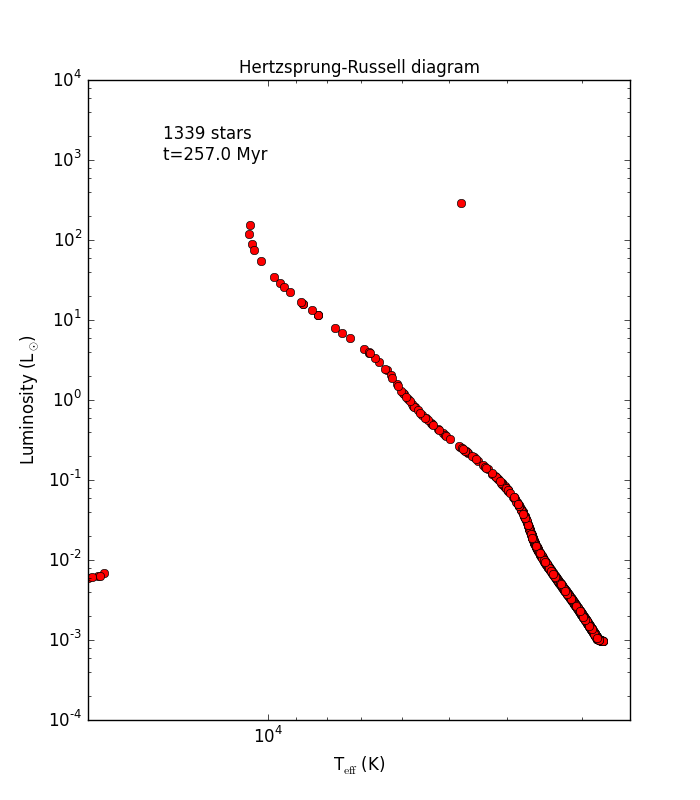 Hertzsprung-Russell diagram
1339 stars
t=257.0 Myr
10^4
10^3
10^2
10^1
10^0
10^-1
10^-2
10^-3
10^-4
Luminosity (L_⊙)
10^4
T_eff (K)